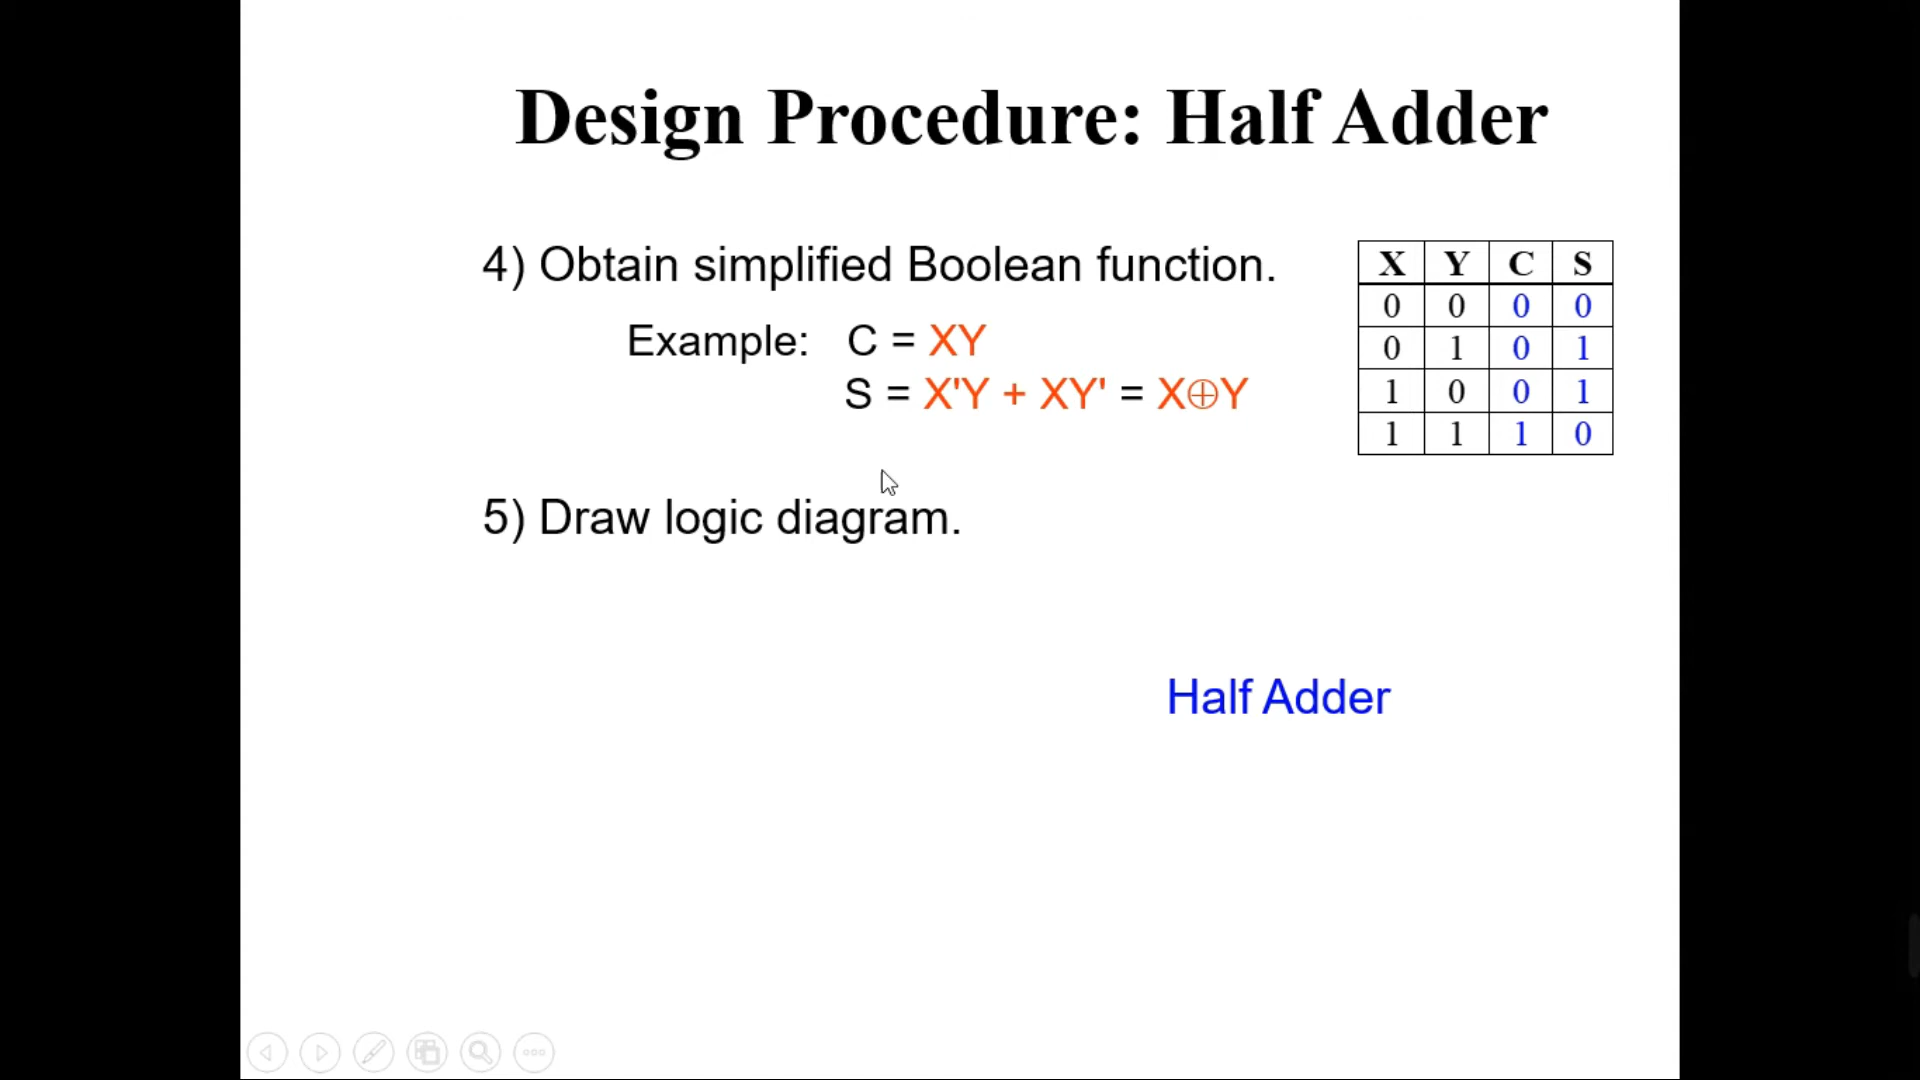 Design Procedure: Half Adder
4) Obtain simplified Boolean function.
Example: C = XY
S = X'Y + XY' = X⊕Y
X Y C S
0 0 0 0
0 1 0 1
1 0 0 1
1 1 1 0
5) Draw logic diagram.
Half Adder